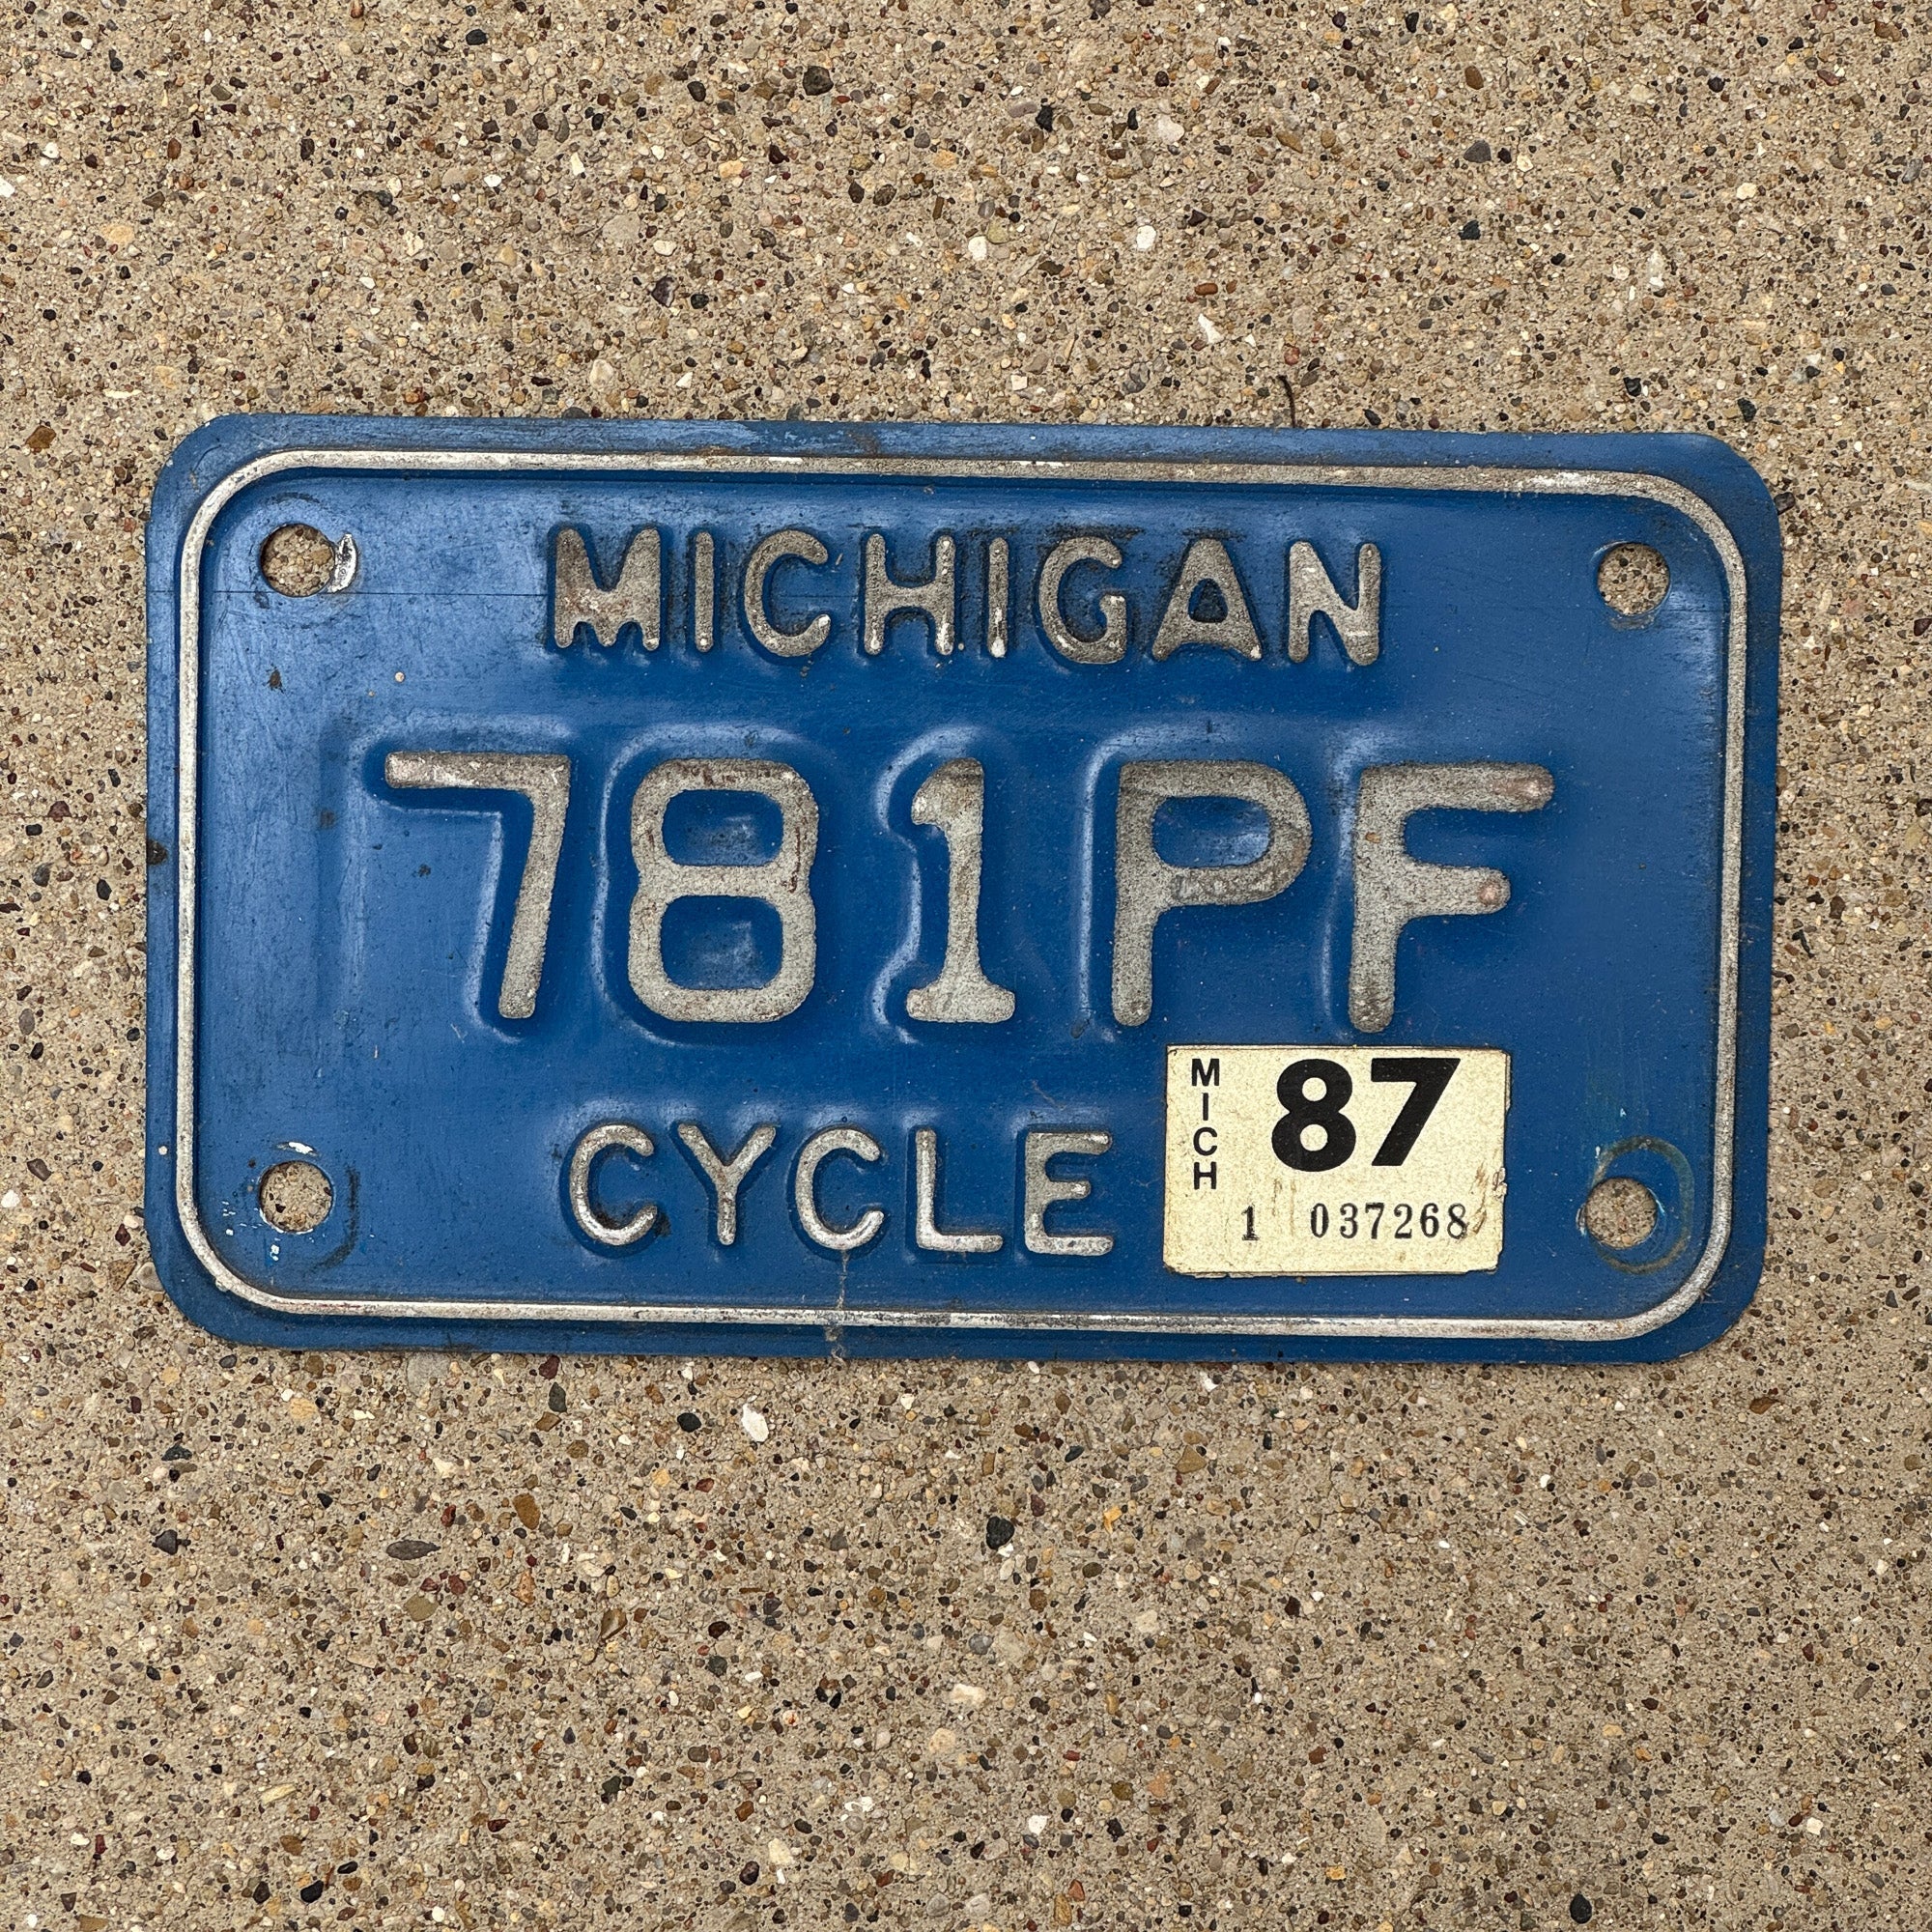 MICHIGAN
781PF
CYCLE
MICH
87
1 037268